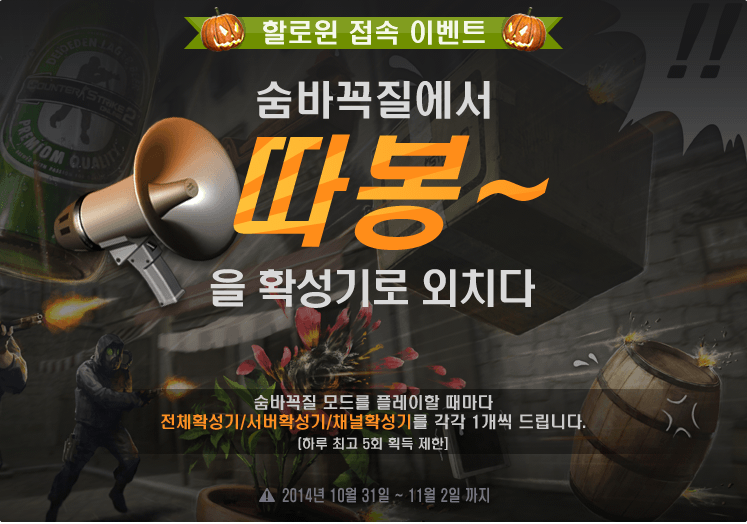 할로윈 접속 이벤트
!!
숨바꼭질에서
따봉~
을 확성기로 외치다
PREMIUM QUALITY
숨바꼭질 모드를 플레이할 때마다
전체확성기/서버확성기/채널확성기를 각각 1개씩 드립니다.
(하루 최고 5회 획득 제한)
2014년 10월 31일 ~ 11월 2일 까지